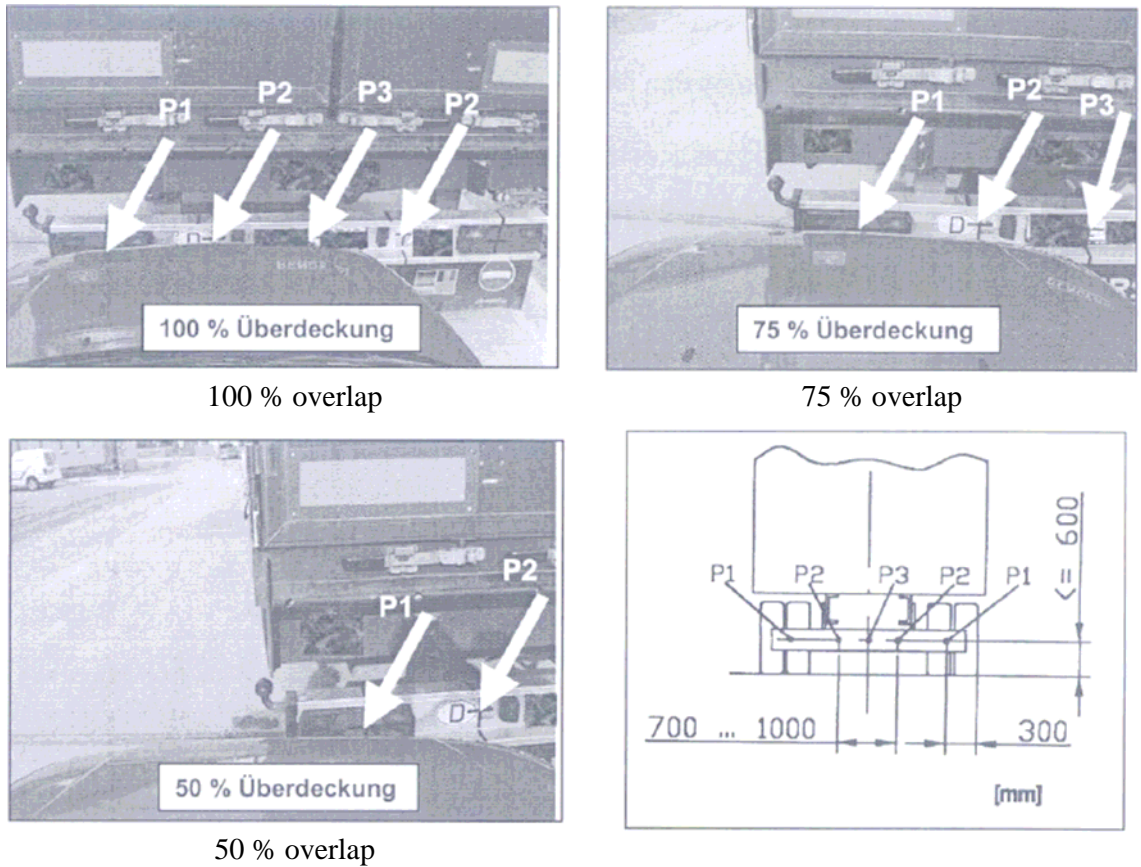 P1 P2 P3 P2
D
100 % Überdeckung
100 % overlap
P1 P2 P3
D
75 % Überdeckung
75 % overlap
P2
P1
D
50 % Überdeckung
50 % overlap
P1 P2 P3 P2 P1
<= 600
700 ... 1000
300
[mm]